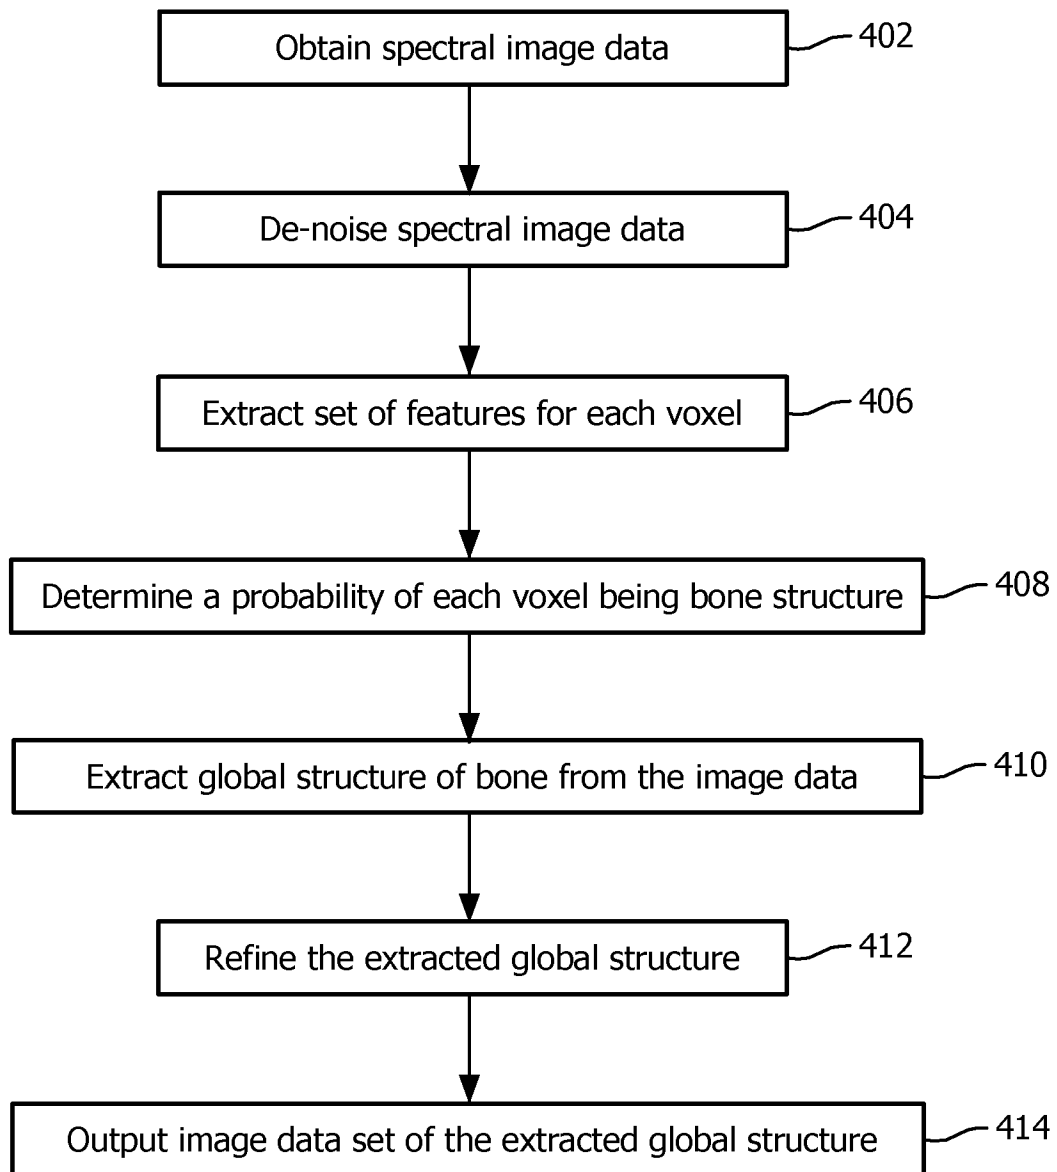 Obtain spectral image data
402
De-noise spectral image data
404
Extract set of features for each voxel
406
Determine a probability of each voxel being bone structure
408
Extract global structure of bone from the image data
410
Refine the extracted global structure
412
Output image data set of the extracted global structure
414